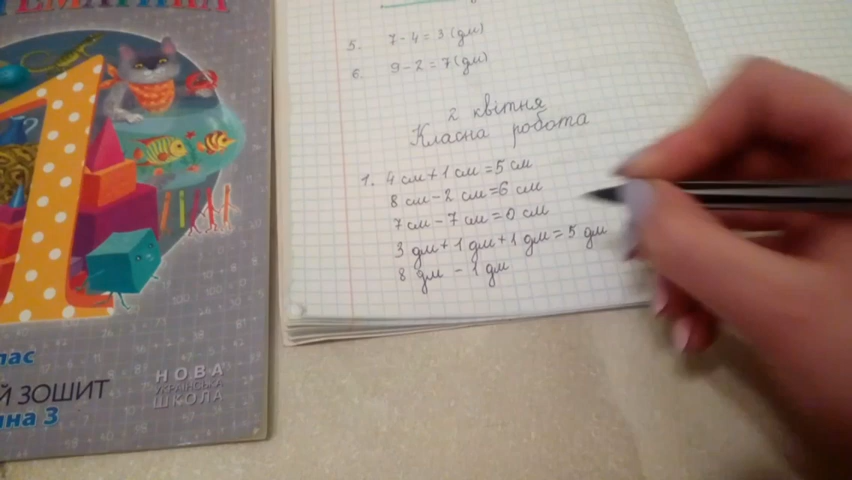 5. 7-4=3(дм)
6. 9-2=7(дм)
2 квітня
Класна робота
1. 4 см+1 см=5 см
8 см-2 см=6 см
7 см-7 см=0 см
3 дм+1 дм+1 дм=5 дм
8 дм - 1 дм
1
НОВА
УКРАЇНСЬКА
ШКОЛА
ЗОШИТ
3